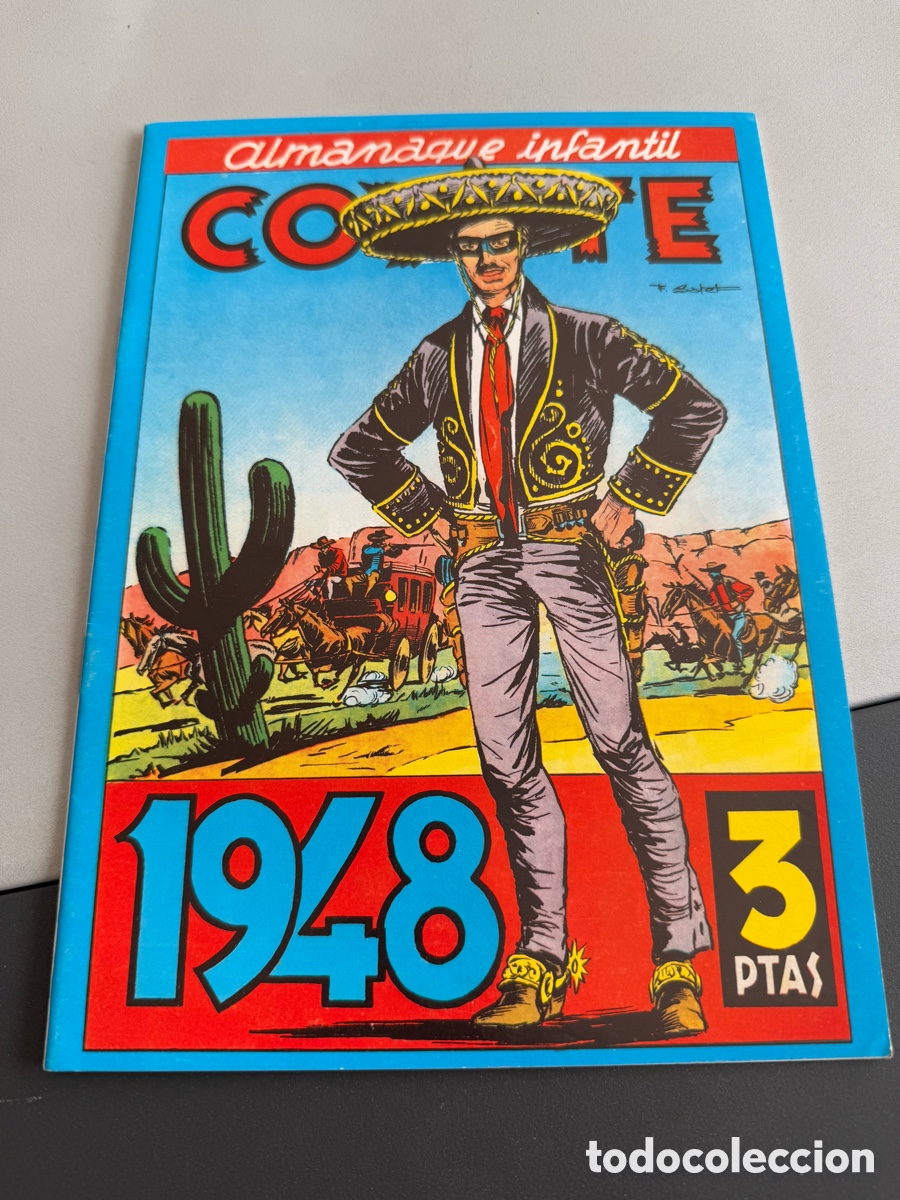 almanaque infantil
CO TE
1948
3
PTAS
todocoleccion